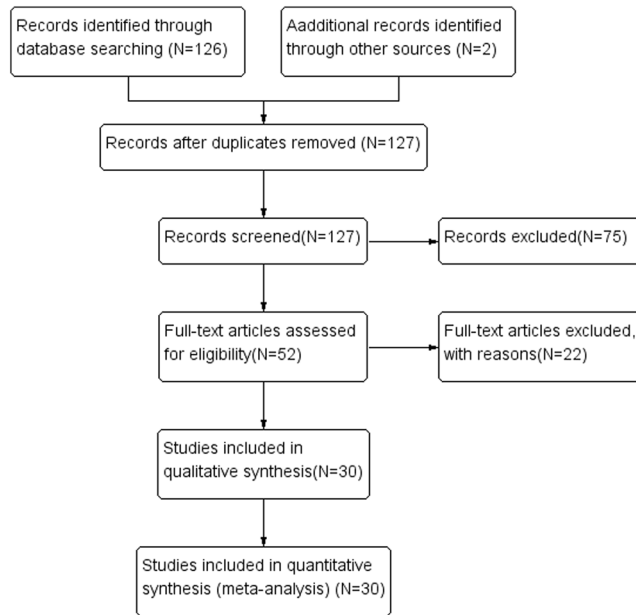 Records identified through
database searching (N=126)
Aadditional records identified
through other sources (N=2)
Records after duplicates removed (N=127)
Records screened(N=127)
Records excluded(N=75)
Full-text articles assessed
for eligibility(N=52)
Full-text articles excluded,
with reasons(N=22)
Studies included in
qualitative synthesis(N=30)
Studies included in quantitative
synthesis (meta-analysis) (N=30)